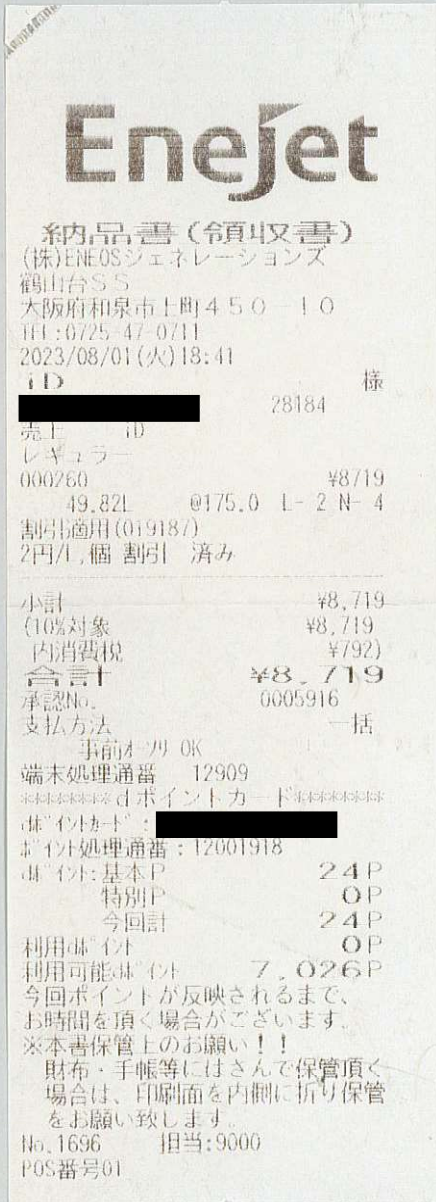 EneJet
納品書(領収書)
(株)ENEOSジェネレーションズ
鶴山台SS
大阪府和泉市上町450-10
TEL:0725-47-0711
2023/08/01(火)18:41
iD 様
28184
売上 iD
レギュラー
000260 ¥8719
49.82L @175.0 L- 2 N- 4
割引適用(019187)
2円/L,個 割引 済み
小計 ¥8,719
(10%対象 ¥8,719
内消費税 ¥792)
合計 ¥8,719
承認No. 0005916
支払方法 一括
事前オーソリ OK
端末処理通番 12909
********dポイントカード********
dポイントカード:
ポイント処理通番:12001918
dポイント:基本P 24P
特別P 0P
今回計 24P
利用dポイント 0P
利用可能dポイント 7,026P
今回ポイントが反映されるまで、
お時間を頂く場合がございます。
※本書保管上のお願い!!
財布・手帳等にはさんで保管頂く
場合は、印刷面を内側に折り保管
をお願い致します。
No.1696 担当:9000
POS番号01